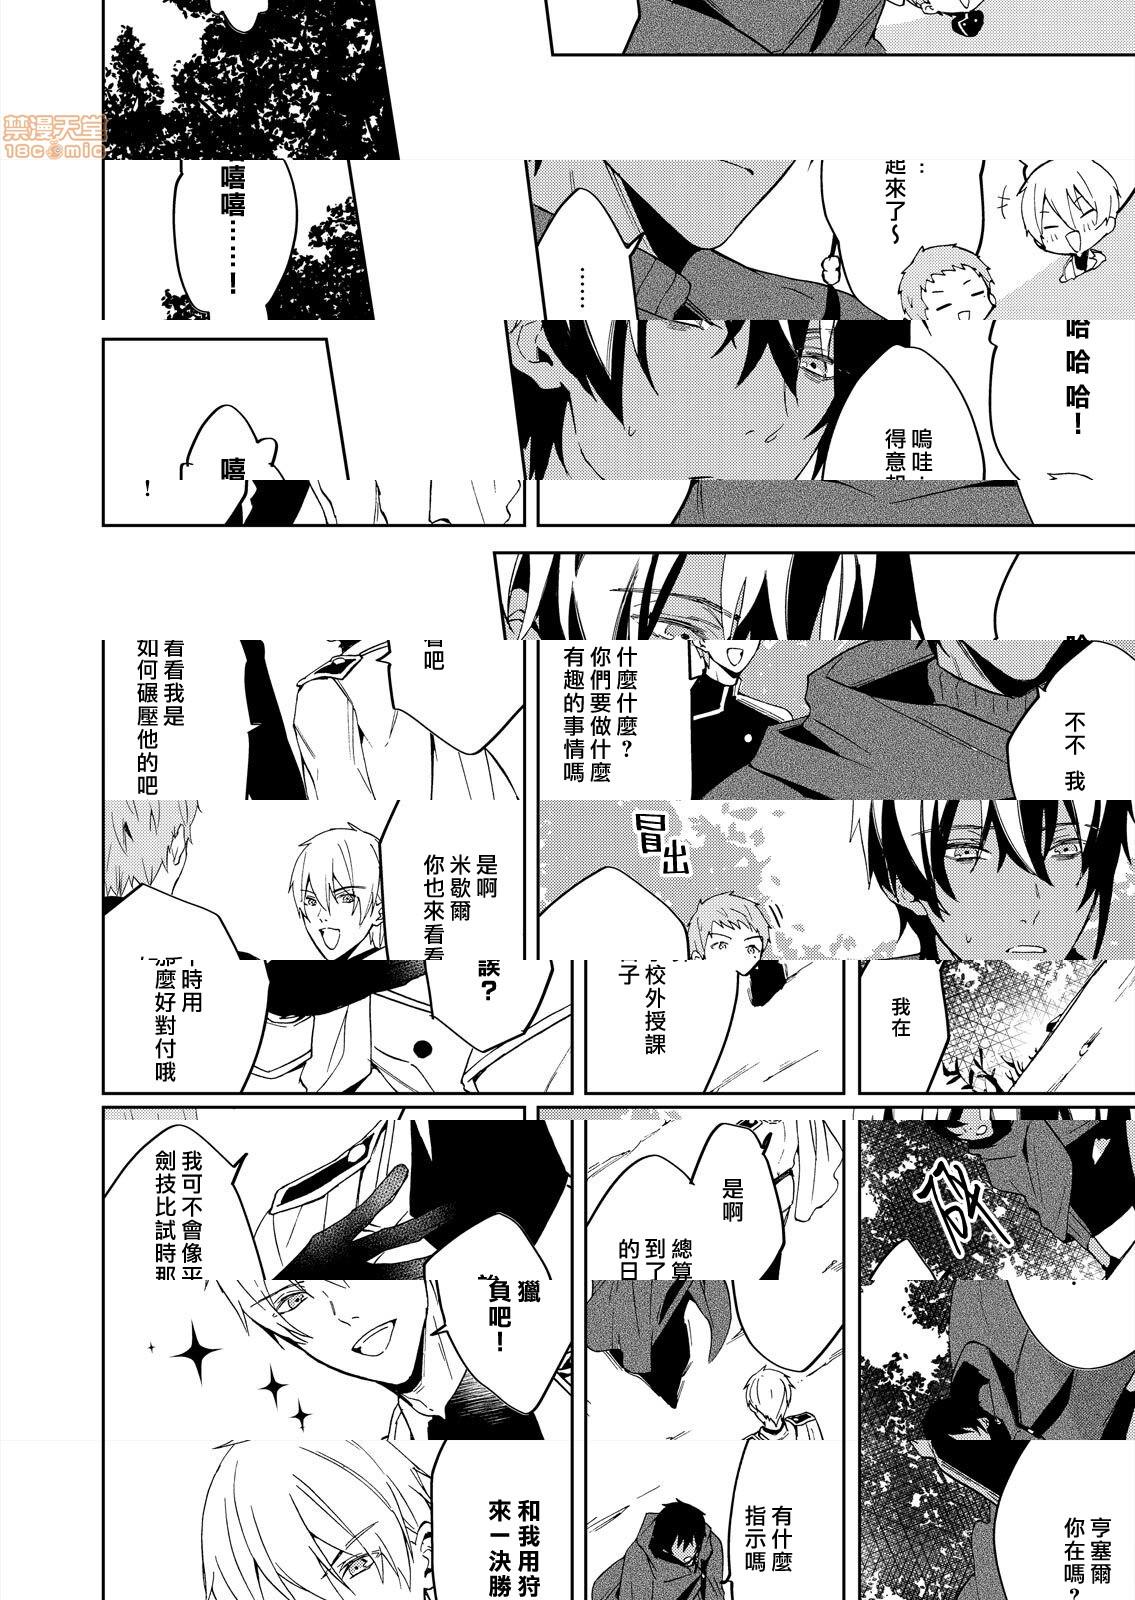 禁漫天堂
18comic
起來了～
……
嘻嘻……！
哈哈！
嗚哇
得意
嘻
！
不不 我
什麼什麼？
你們要做什麼
有趣的事情嗎
吧
看看我是
如何碾壓他的吧
冒出
是啊
米歇爾
你也來看看
我在
校外授課
子
？
時用
麼好對付哦
是啊
總算
到了
的日
我可不會像平
劍技比試時那
獵
負吧！
亨塞爾
你在嗎？
有什麼
指示嗎
和我用狩
來一決勝